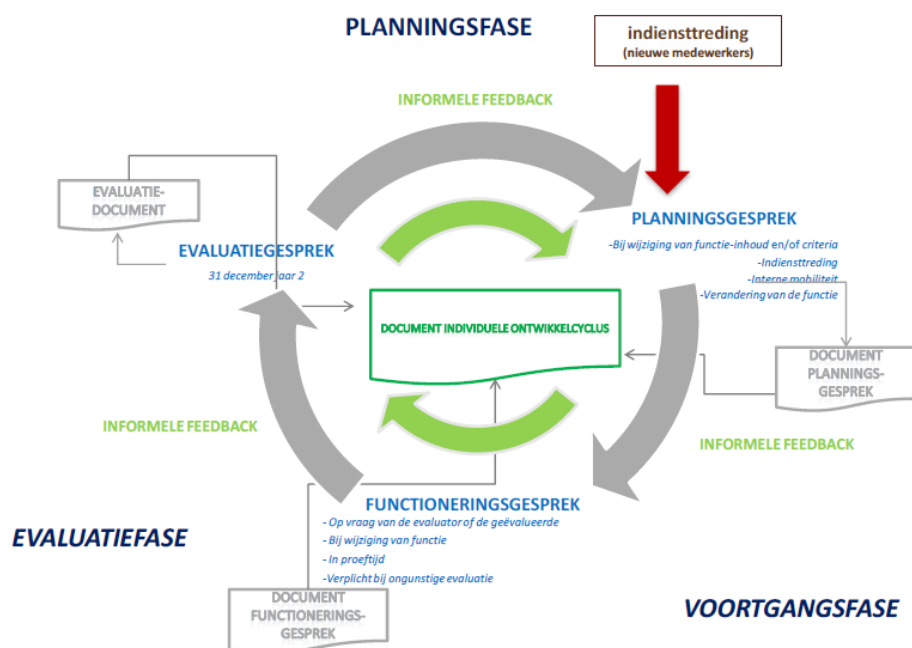 PLANNINGSFASE
indiensttreding
(nieuwe medewerkers)
INFORMELE FEEDBACK
EVALUATIE-
DOCUMENT
EVALUATIEGESPREK
31 december jaar 2
PLANNINGSGESPREK
-Bij wijziging van functie-inhoud en/of criteria
-Indiensttreding
-Interne mobiliteit
-Verandering van de functie
DOCUMENT INDIVIDUELE ONTWIKKELCYCLUS
DOCUMENT
PLANNINGS-
GESPREK
INFORMELE FEEDBACK
INFORMELE FEEDBACK
FUNCTIONERINGSGESPREK
- Op vraag van de evaluator of de geëvalueerde
- Bij wijziging van functie
- In proeftijd
-Verplicht bij ongunstige evaluatie
EVALUATIEFASE
DOCUMENT
FUNCTIONERINGS-
GESPREK
VOORTGANGSFASE